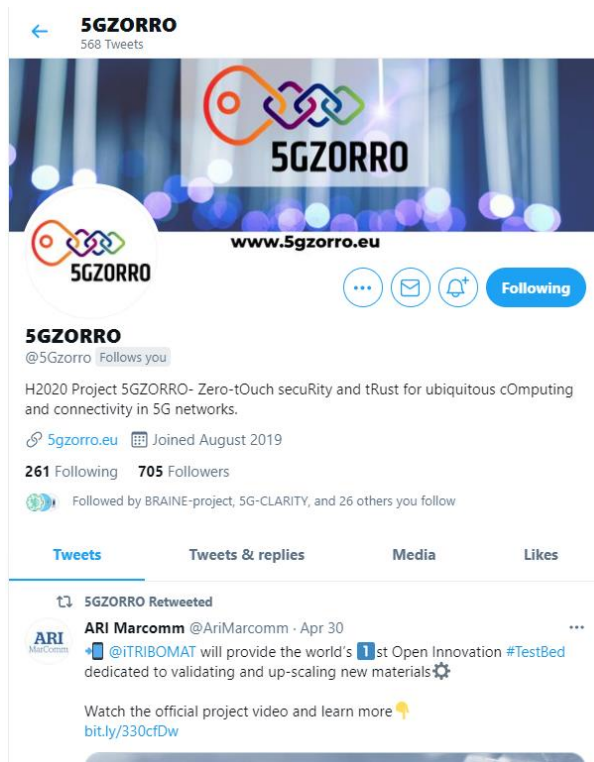 5GZORRO
568 Tweets
5GZORRO
www.5gzorro.eu
5GZORRO
Following
5GZORRO
@5Gzorro Follows you
H2020 Project 5GZORRO- Zero-tOuch secuRity and tRust for ubiquitous cOmputing
and connectivity in 5G networks.
5gzorro.eu Joined August 2019
261 Following 705 Followers
Followed by BRAINE-project, 5G-CLARITY, and 26 others you follow
Tweets Tweets & replies Media Likes
5GZORRO Retweeted
ARI Marcomm @AriMarcomm · Apr 30
ARI
MarComm
@iTRIBOMAT will provide the world's 1️⃣st Open Innovation #TestBed
dedicated to validating and up-scaling new materials⚙
Watch the official project video and learn more👇
bit.ly/330cfDw